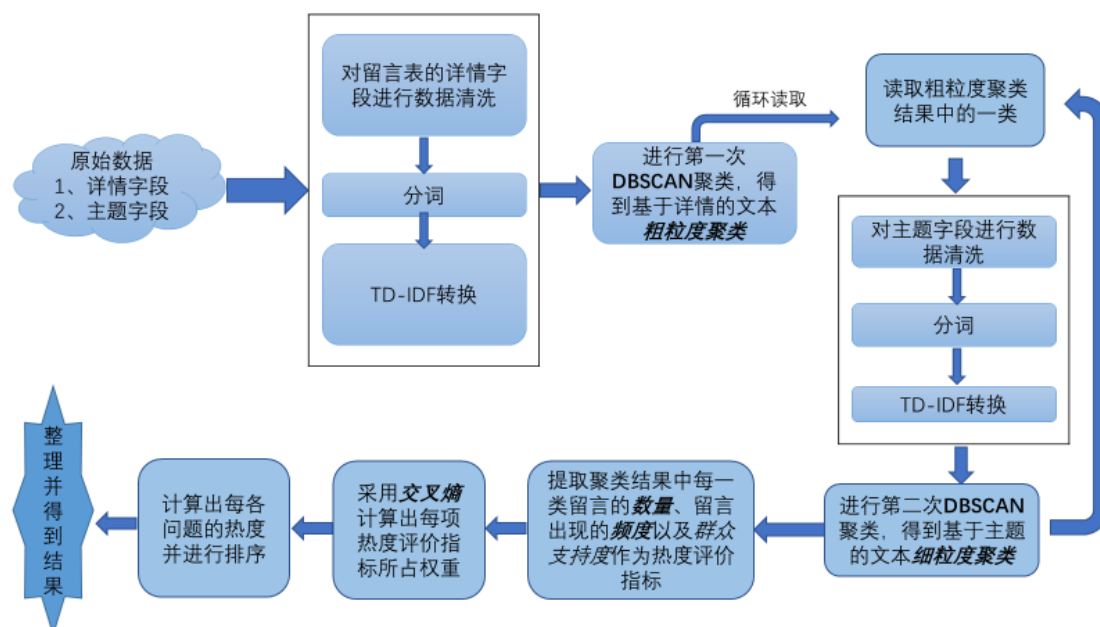 原始数据
1、详情字段
2、主题字段
对留言表的详情字
段进行数据清洗
分词
TD-IDF转换
进行第一次
DBSCAN聚类，得
到基于详情的文本
粗粒度聚类
循环读取
读取粗粒度聚类
结果中的一类
对主题字段进行数
据清洗
分词
TD-IDF转换
进行第二次DBSCAN
聚类，得到基于主题
的文本细粒度聚类
提取聚类结果中每一
类留言的数量、留言
出现的频度以及群众
支持度作为热度评价
指标
采用交叉熵
计算出每项
热度评价指
标所占权重
计算出每各
问题的热度
并进行排序
整
理
并
得
到
结
果